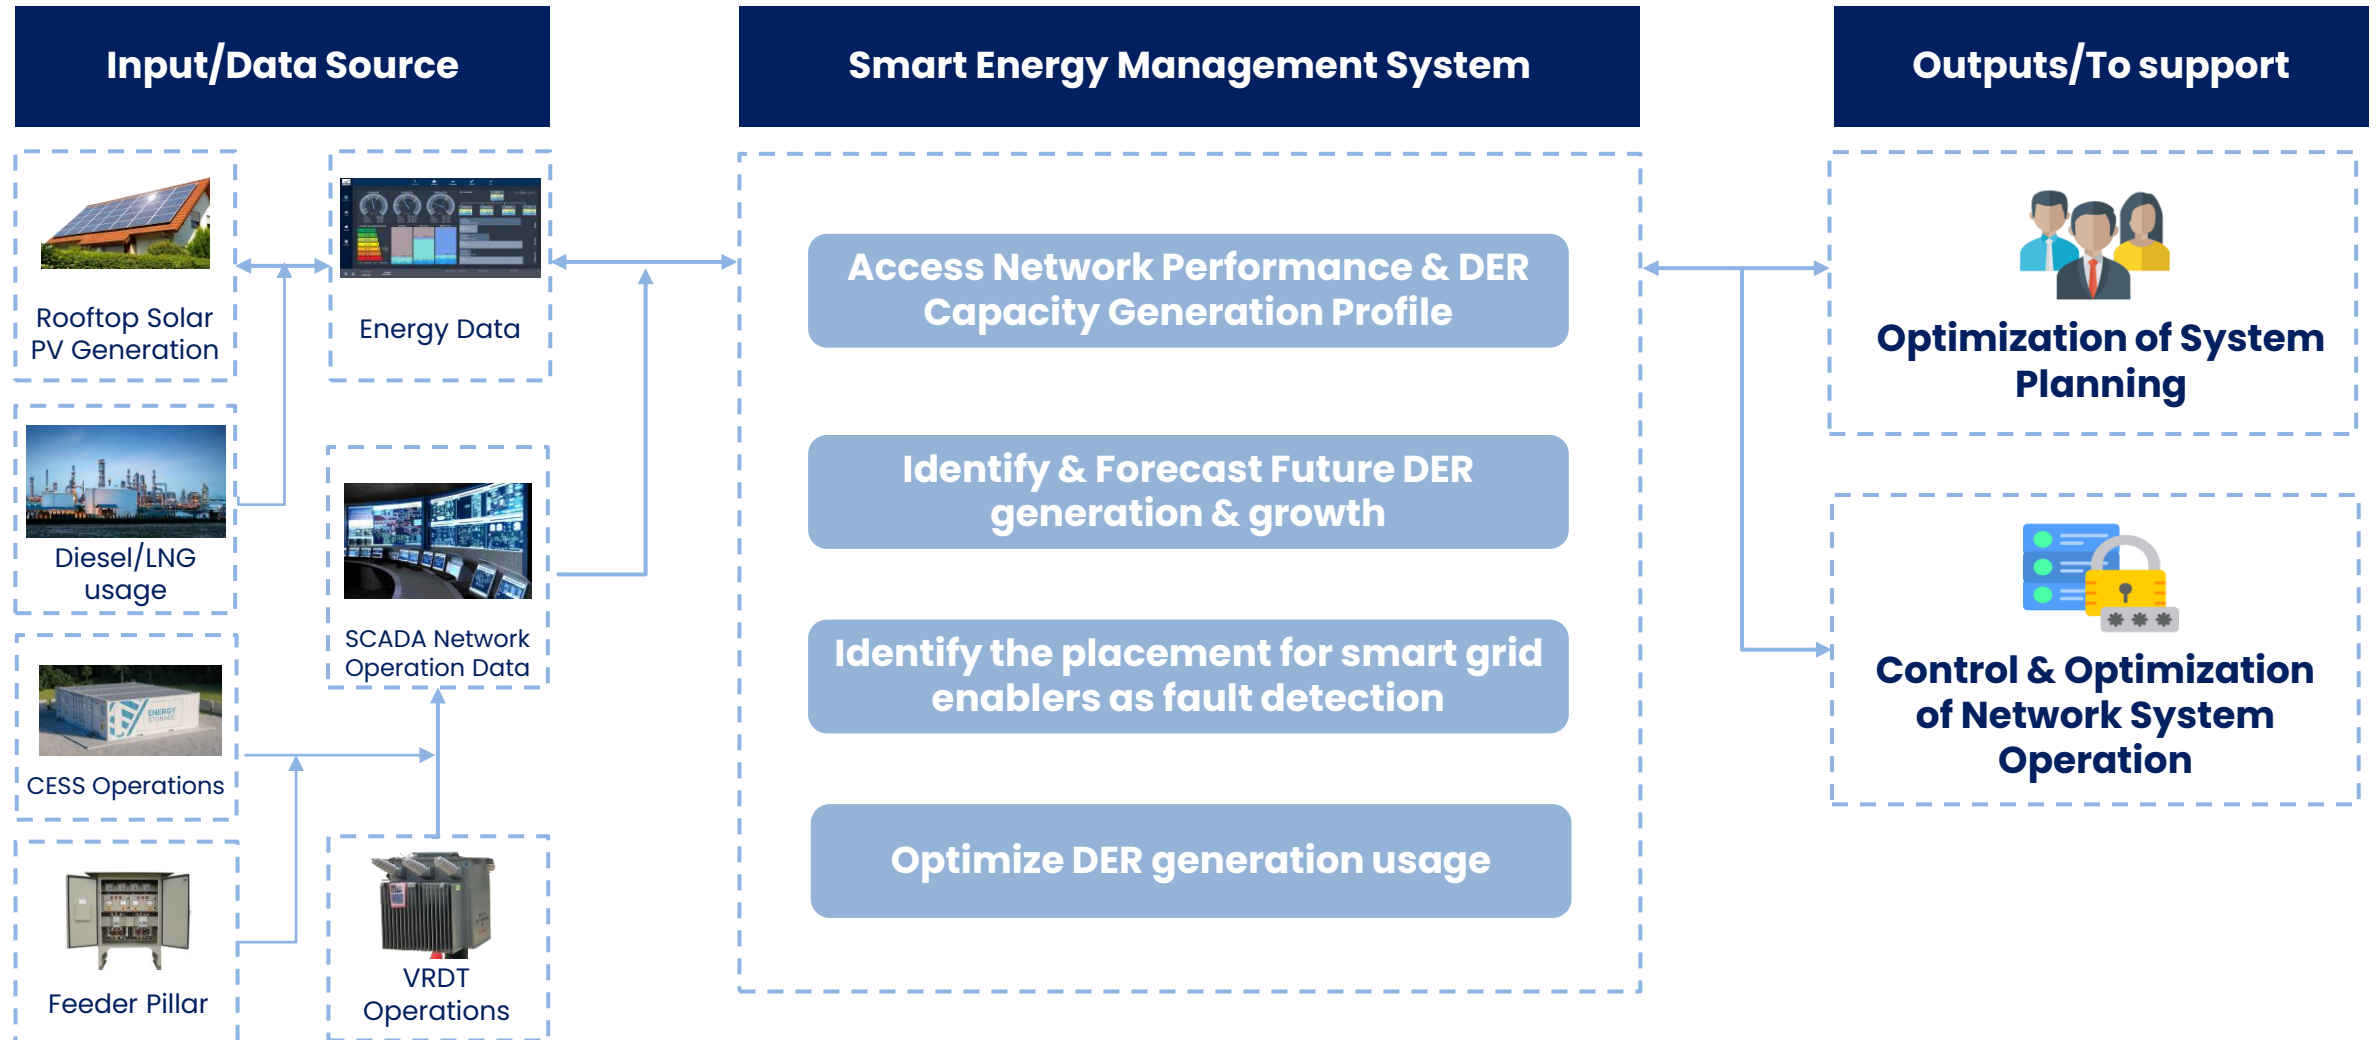 Input/Data Source
Smart Energy Management System
Outputs/To support
Rooftop Solar
PV Generation
Energy Data
Diesel/LNG
usage
SCADA Network
Operation Data
ENERGY
STORAGE
CESS Operations
Feeder Pillar
VRDT
Operations
Access Network Performance & DER
Capacity Generation Profile
Identify & Forecast Future DER
generation & growth
Identify the placement for smart grid
enablers as fault detection
Optimize DER generation usage
Optimization of System
Planning
Control & Optimization
of Network System
Operation